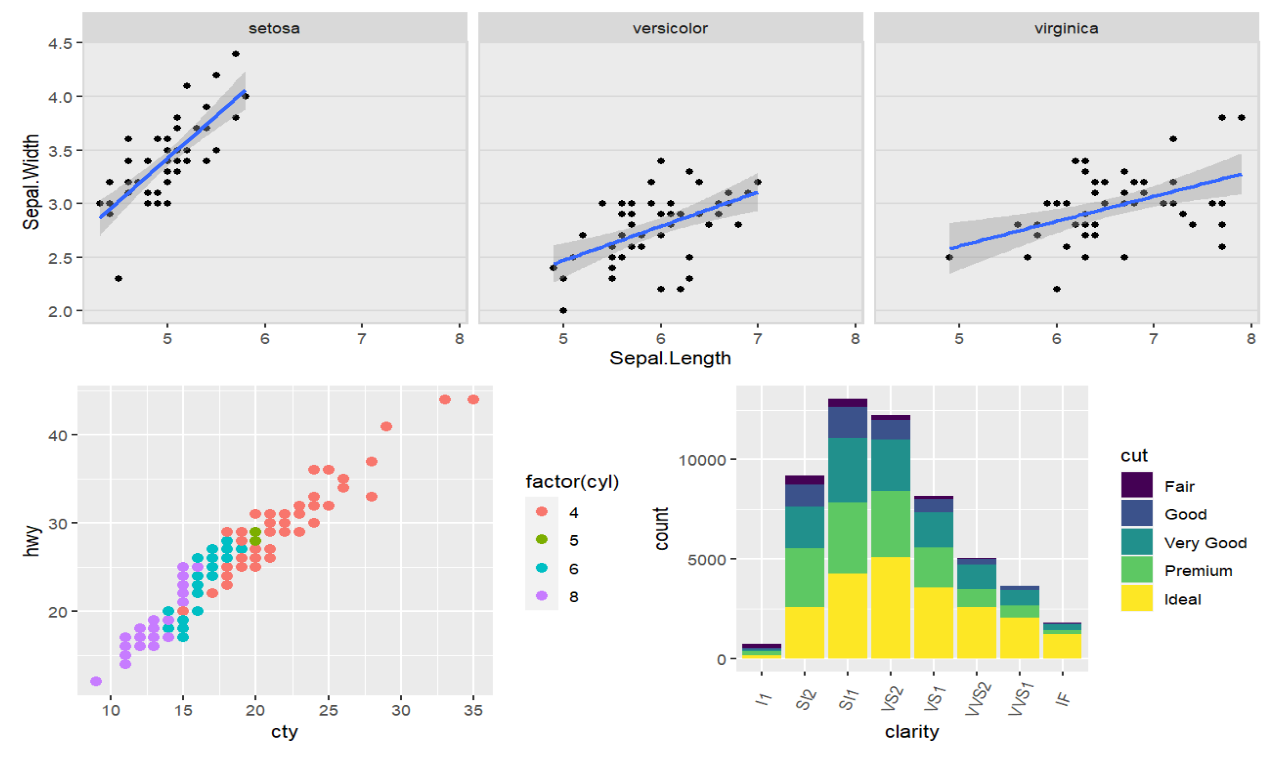 setosa versicolor virginica
4.5
4.0
3.5
3.0
2.5
2.0
Sepal.Width
5 6 7 8 5 6 7 8 5 6 7 8
Sepal.Length
40
30
20
hwy
10 15 20 25 30 35
cty
factor(cyl)
4
5
6
8
10000
5000
0
count
I1 SI2 SI1 VS2 VS1 VVS2 VVS1 IF
clarity
cut
Fair
Good
Very Good
Premium
Ideal